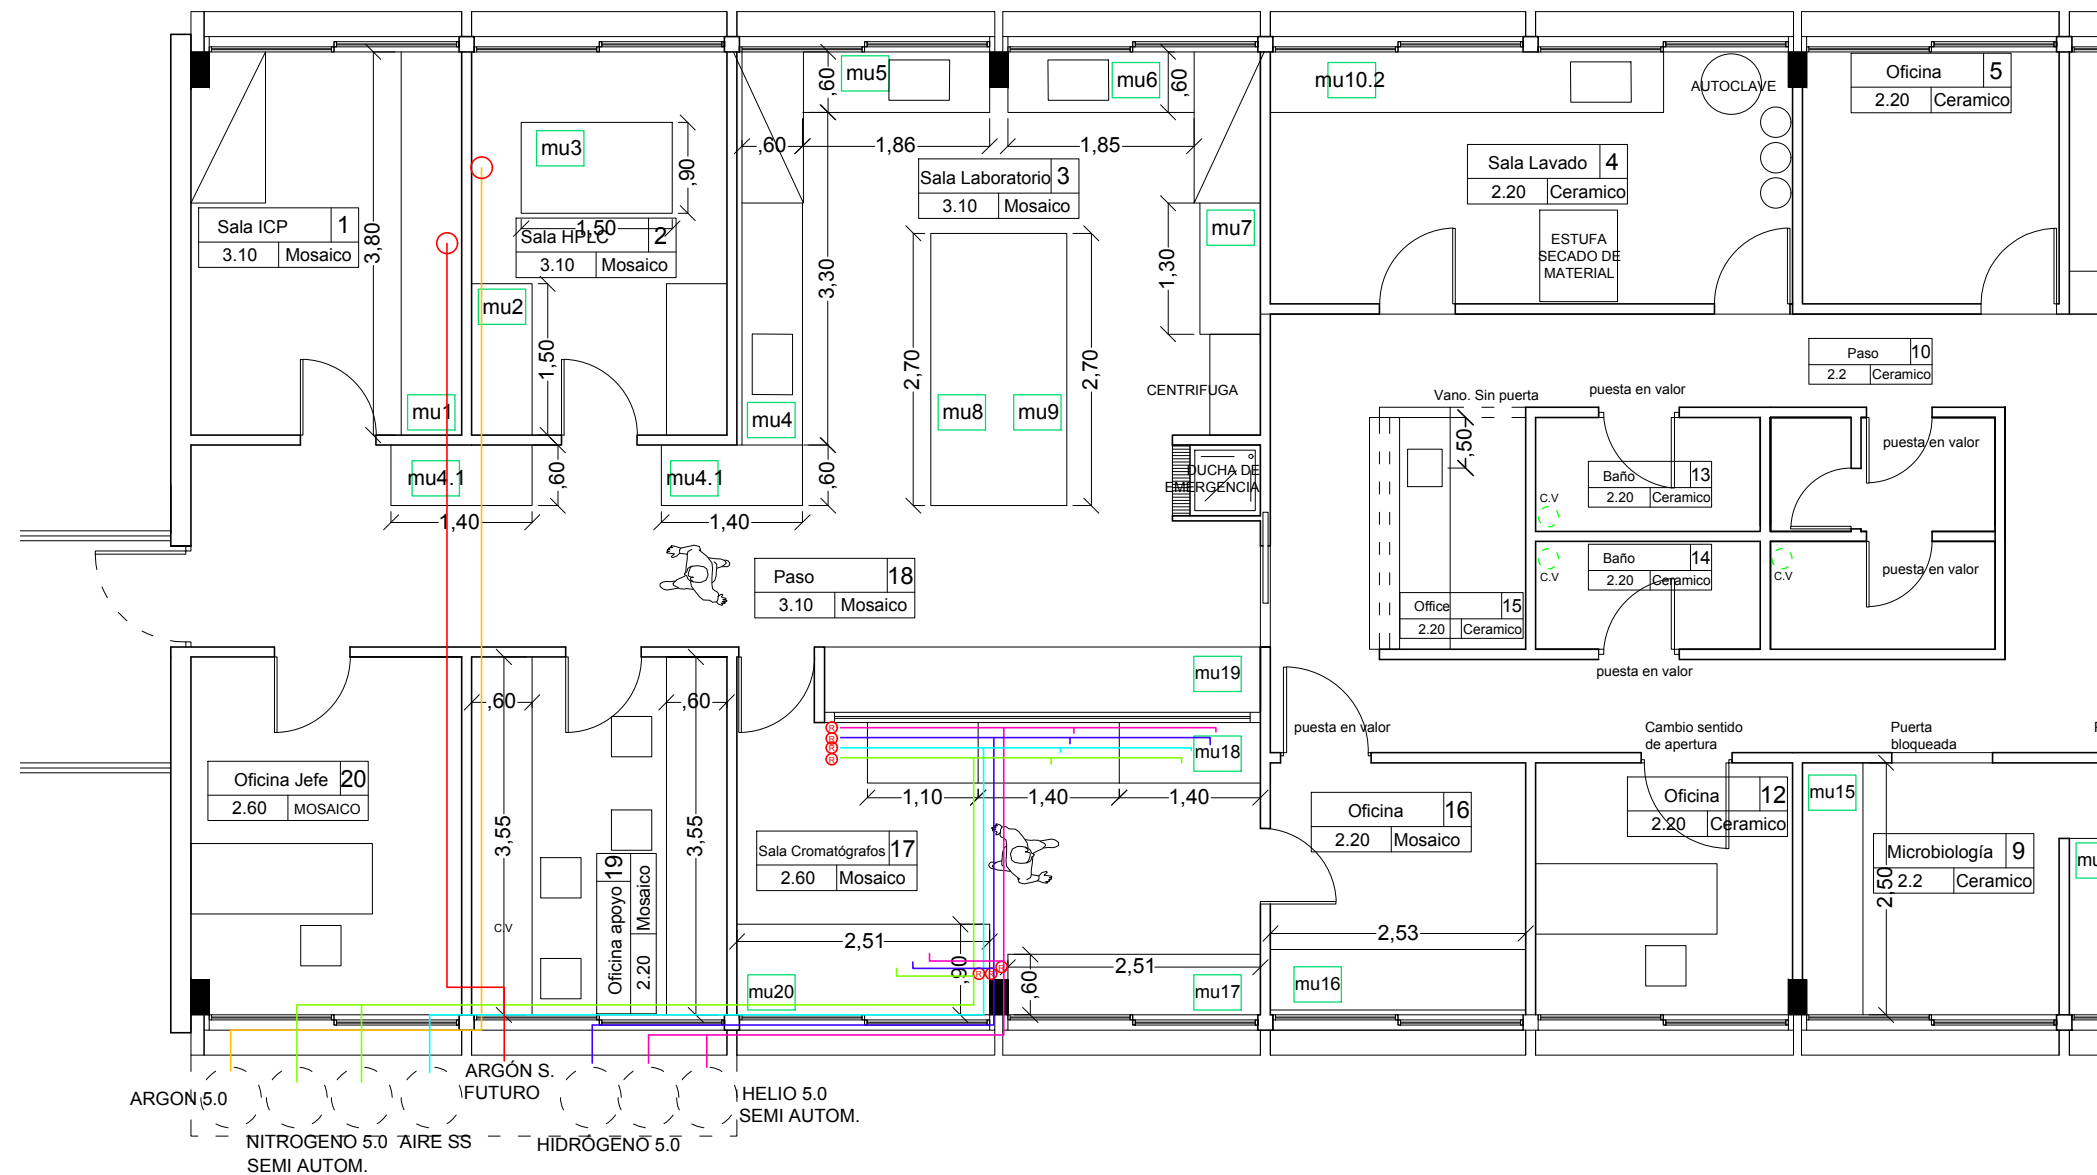 mu5
mu6
mu10.2
AUTOCLAVE
Oficina 5
2.20 Ceramico
,60
,60
mu3
,60
1,86
1,85
,90
Sala Laboratorio 3
3.10 Mosaico
Sala Lavado 4
2.20 Ceramico
Sala ICP 1
3.10 Mosaico
3,80
1,50
Sala HPLC 2
3.10 Mosaico
mu7
ESTUFA
SECADO DE
MATERIAL
3,30
1,30
mu2
1,50
2,70
2,70
Paso 10
2.2 Ceramico
CENTRIFUGA
Vano. Sin puerta
puesta en valor
mu1
mu4
mu8
mu9
,50
puesta en valor
mu4.1
,60
mu4.1
,60
DUCHA DE
EMERGENCIA
Baño 13
2.20 Ceramico
C.V
1,40
1,40
Baño 14
2.20 Ceramico
C.V
C.V
puesta en valor
Paso 18
3.10 Mosaico
Office 15
2.20 Ceramico
puesta en valor
mu19
,60
,60
R
R
R
R
puesta en valor
Cambio sentido
de apertura
Puerta
bloqueada
mu18
Oficina Jefe 20
2.60 MOSAICO
1,10
1,40
1,40
Oficina 16
2.20 Mosaico
Oficina 12
2.20 Ceramico
mu15
3,55
3,55
Sala Cromatógrafos 17
2.60 Mosaico
Microbiología 9
2.2 Ceramico
2,50
Oficina apoyo 19
2.20 Mosaico
C.V
2,51
,90
R
R
R
2,51
,60
2,53
mu20
mu17
mu16
ARGON 5.0
ARGÓN S.
FUTURO
HELIO 5.0
SEMI AUTOM.
NITROGENO 5.0
SEMI AUTOM.
AIRE SS
HIDRÓGENO 5.0